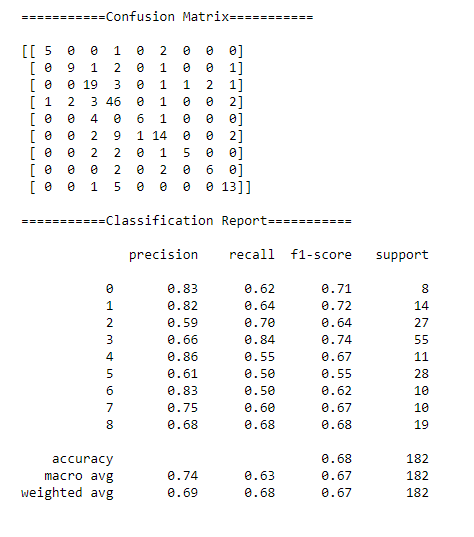 ===========Confusion Matrix===========
[[ 5  0  0  1  0  2  0  0  0]
 [ 0  9  1  2  0  1  0  0  1]
 [ 0  0 19  3  0  1  1  2  1]
 [ 1  2  3 46  0  1  0  0  2]
 [ 0  0  4  0  6  1  0  0  0]
 [ 0  0  2  9  1 14  0  0  2]
 [ 0  0  2  2  0  1  5  0  0]
 [ 0  0  0  2  0  2  0  6  0]
 [ 0  0  1  5  0  0  0  0 13]]
===========Classification Report===========
              precision    recall  f1-score   support
           0       0.83      0.62      0.71         8
           1       0.82      0.64      0.72        14
           2       0.59      0.70      0.64        27
           3       0.66      0.84      0.74        55
           4       0.86      0.55      0.67        11
           5       0.61      0.50      0.55        28
           6       0.83      0.50      0.62        10
           7       0.75      0.60      0.67        10
           8       0.68      0.68      0.68        19
    accuracy                           0.68       182
   macro avg       0.74      0.63      0.67       182
weighted avg       0.69      0.68      0.67       182